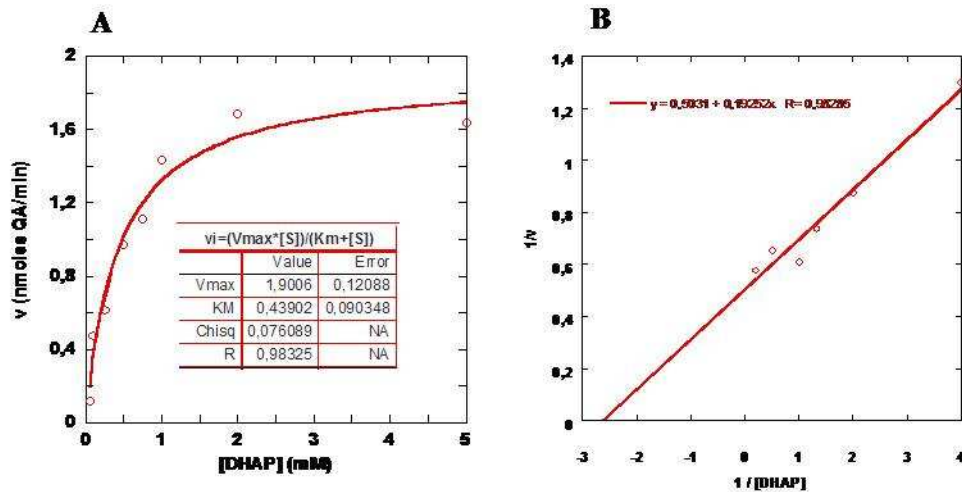 A
2
1,6
1,2
0,8
0,4
0
v (nmoles QA/min)
vi=(Vmax*[S])/(Km+[S])
Value Error
Vmax 1,9006 0,12088
KM 0,43902 0,090348
Chisq 0,076089 NA
R 0,98325 NA
0 1 2 3 4 5
[DHAP] (mM)
B
1,4
1,2
1
0,8
0,6
0,4
0,2
0
1/v
y = 0,5031 + 0,19252x R= 0,98285
-3 -2 -1 0 1 2 3 4
1 / [DHAP]